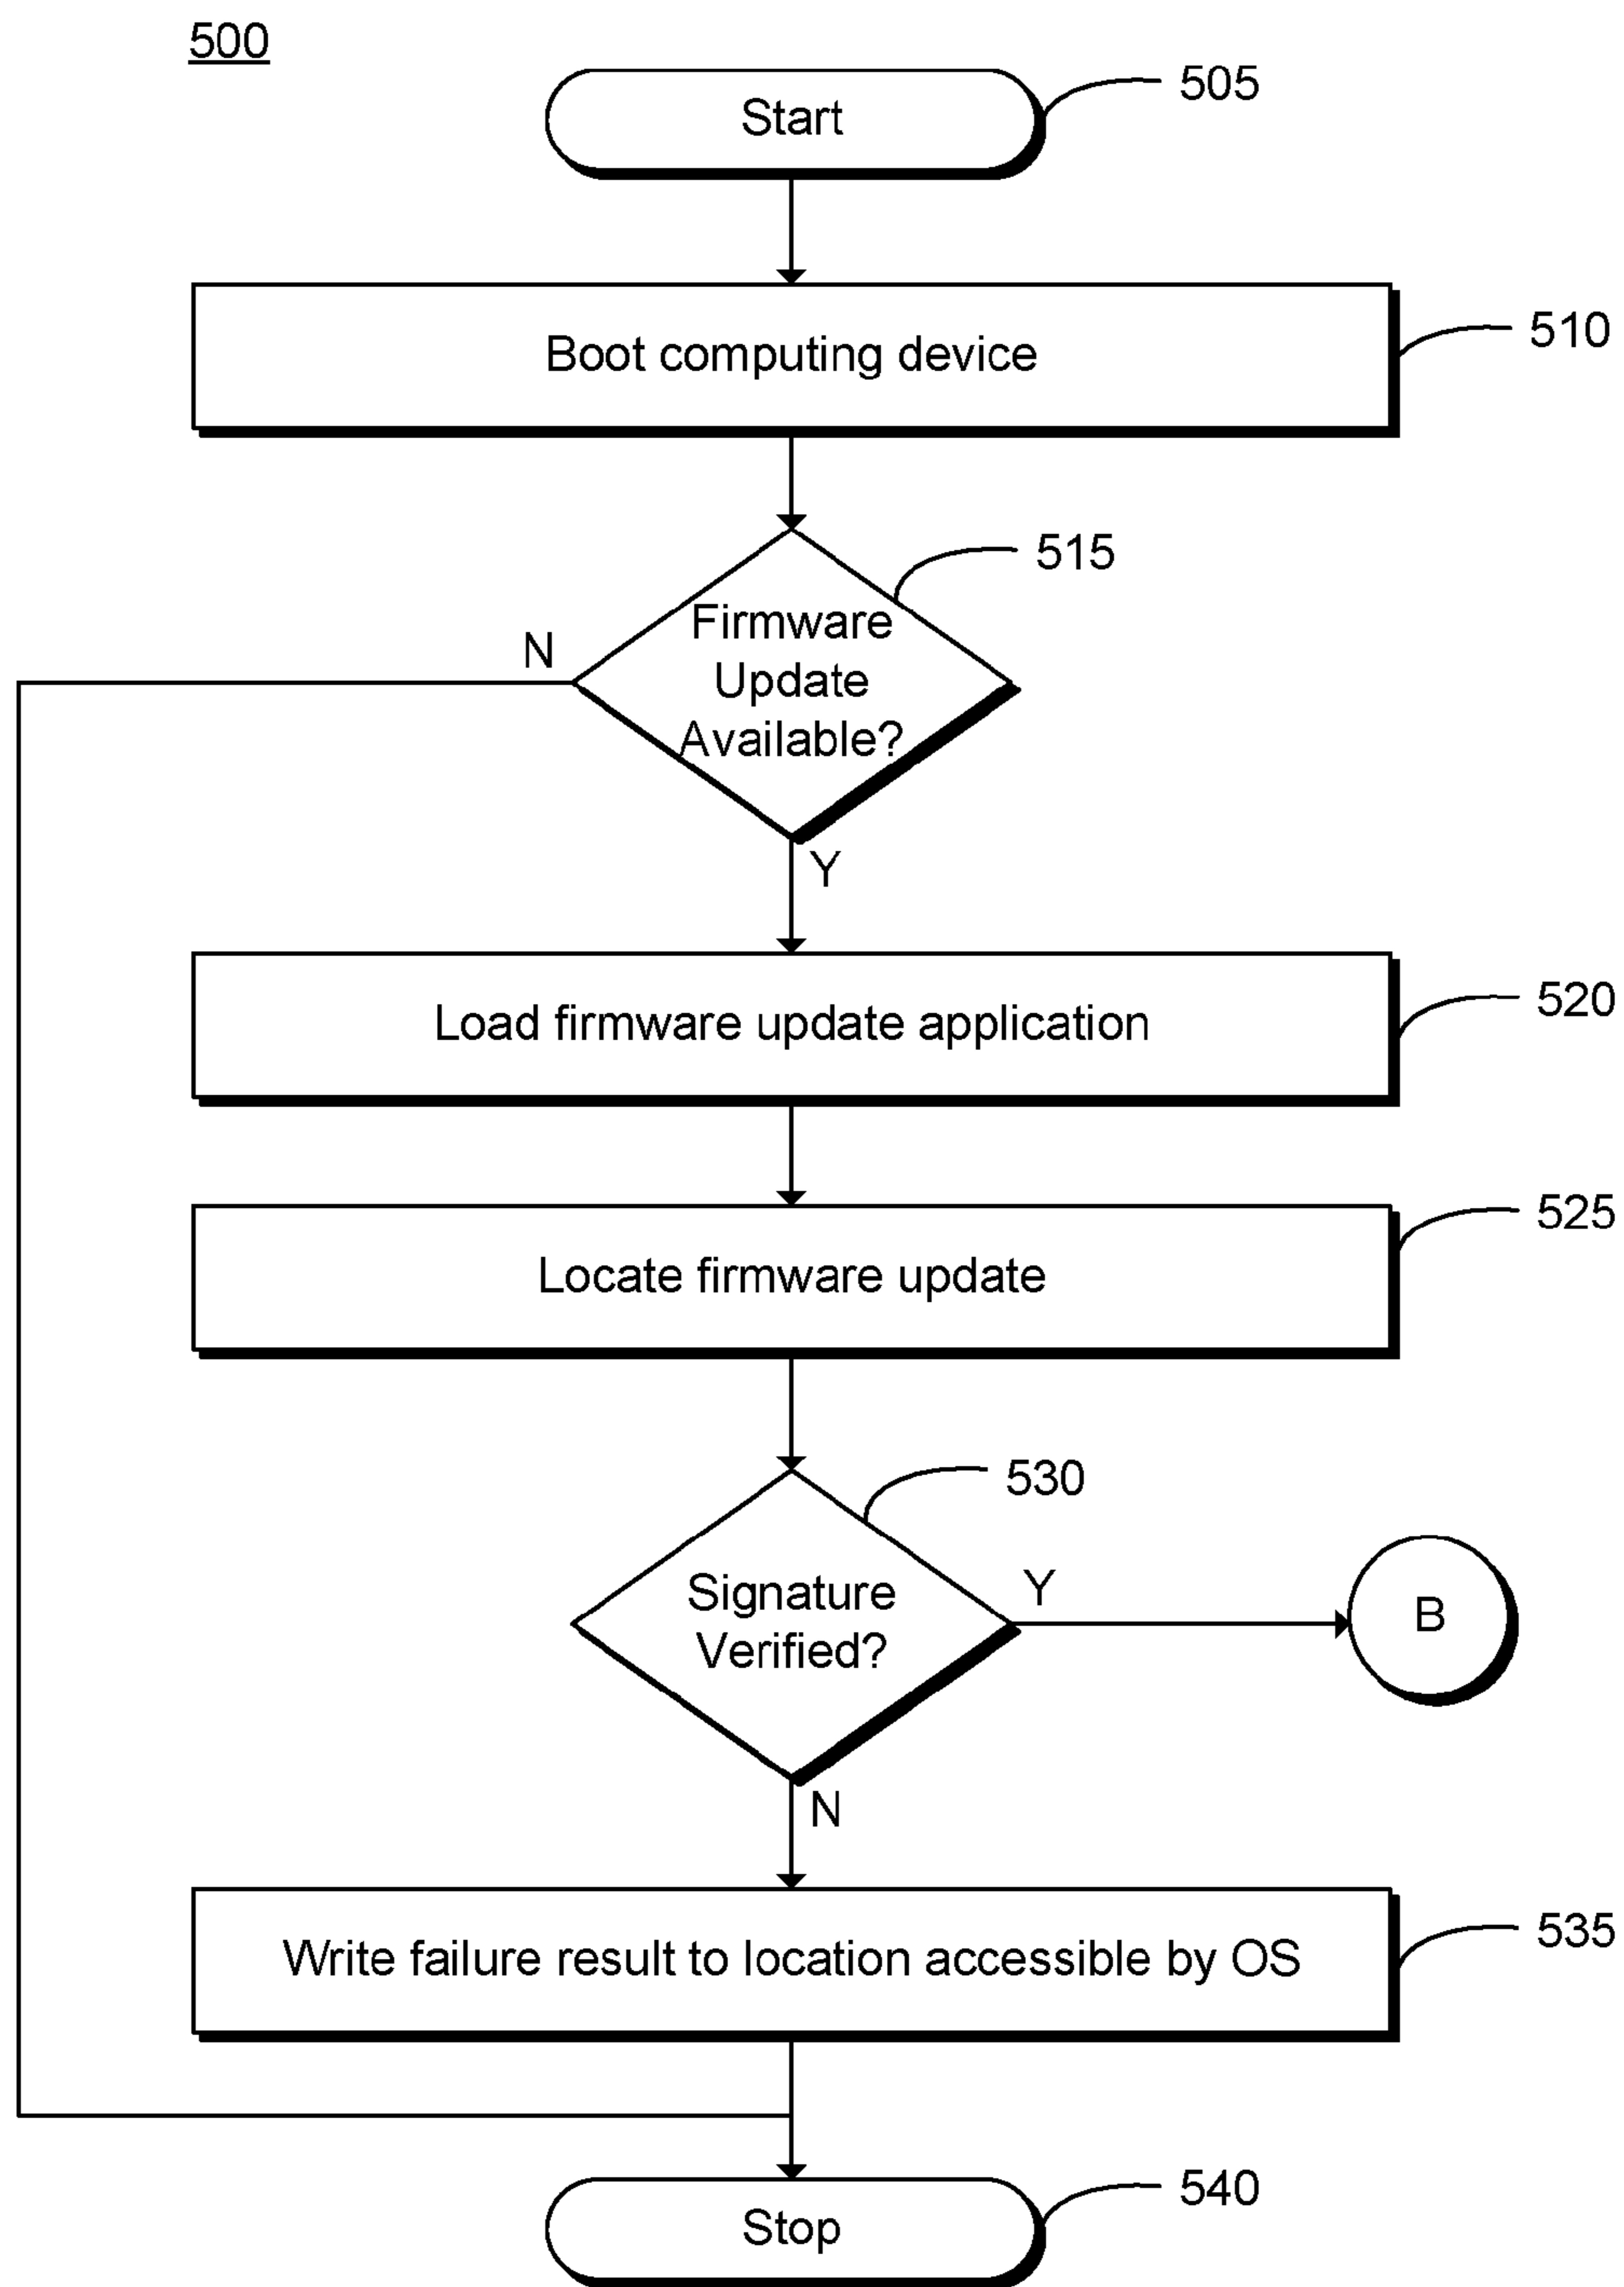 500
Start
505
Boot computing device
510
515
Firmware
Update
Available?
N
Y
Load firmware update application
520
Locate firmware update
525
530
Signature
Verified?
Y
B
N
Write failure result to location accessible by OS
535
Stop
540